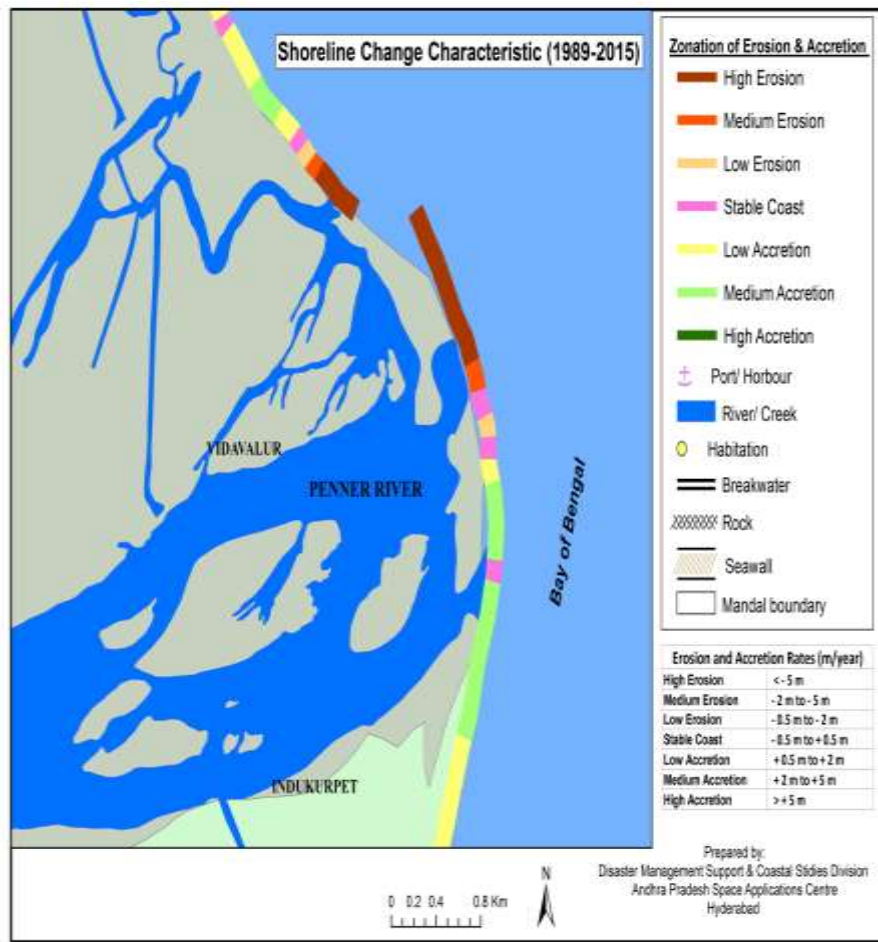 Shoreline Change Characteristic (1989-2015)
Zonation of Erosion & Accretion
High Erosion
Medium Erosion
Low Erosion
Stable Coast
Low Accretion
Medium Accretion
High Accretion
Port/ Horbour
River/ Creek
Habitation
Breakwater
Rock
Seawall
Mandal boundary
VIDAVALUR
PENNER RIVER
Bay of Bengal
INDUKURPET
Erosion and Accretion Rates (m/year)
High Erosion < - 5 m
Medium Erosion - 2 m to - 5 m
Low Erosion - 0.5 m to - 2 m
Stable Coast - 0.5 m to + 0.5 m
Low Accretion + 0.5 m to + 2 m
Medium Accretion + 2 m to + 5 m
High Accretion > + 5 m
N
0 0.2 0.4 0.8 Km
Prepared by:
Disaster Management Support & Coastal Stidies Division
Andhra Pradesh Space Applications Centre
Hyderabad